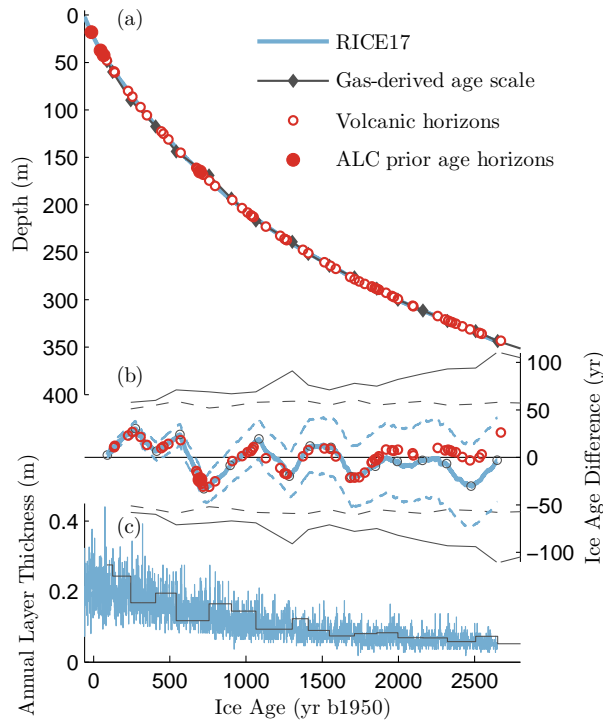 (a)
RICE17
Gas-derived age scale
Volcanic horizons
ALC prior age horizons
Depth (m)
0
50
100
150
200
250
300
350
400
(b)
100
50
0
−50
−100
Ice Age Difference (yr)
(c)
Annual Layer Thickness (m)
0.4
0.2
0
0 500 1000 1500 2000 2500
Ice Age (yr b1950)